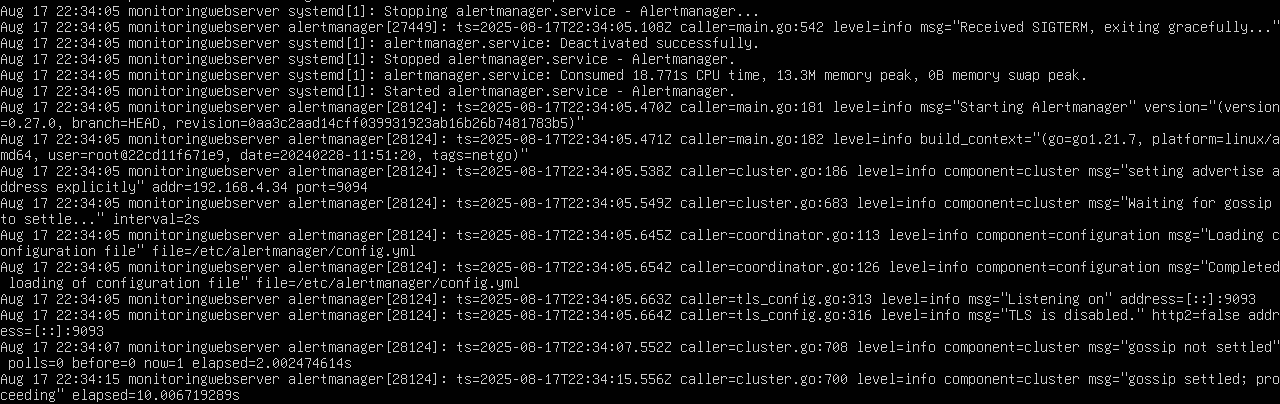 Aug 17 22:34:05 monitoringwebserver systemd[1]: Stopping alertmanager.service - Alertmanager...
Aug 17 22:34:05 monitoringwebserver alertmanager[27449]: ts=2025-08-17T22:34:05.108Z caller=main.go:542 level=info msg="Received SIGTERM, exiting gracefully..."
Aug 17 22:34:05 monitoringwebserver systemd[1]: alertmanager.service: Deactivated successfully.
Aug 17 22:34:05 monitoringwebserver systemd[1]: Stopped alertmanager.service - Alertmanager.
Aug 17 22:34:05 monitoringwebserver systemd[1]: alertmanager.service: Consumed 18.771s CPU time, 13.3M memory peak, 0B memory swap peak.
Aug 17 22:34:05 monitoringwebserver systemd[1]: Started alertmanager.service - Alertmanager.
Aug 17 22:34:05 monitoringwebserver alertmanager[28124]: ts=2025-08-17T22:34:05.470Z caller=main.go:181 level=info msg="Starting Alertmanager" version="(version
=0.27.0, branch=HEAD, revision=0aa3c2aad14cff039931923ab16b26b7481783b5)"
Aug 17 22:34:05 monitoringwebserver alertmanager[28124]: ts=2025-08-17T22:34:05.471Z caller=main.go:182 level=info build_context="(go=go1.21.7, platform=linux/a
md64, user=root@22cd11f671e9, date=20240228-11:51:20, tags=netgo)"
Aug 17 22:34:05 monitoringwebserver alertmanager[28124]: ts=2025-08-17T22:34:05.538Z caller=cluster.go:186 level=info component=cluster msg="setting advertise a
ddress explicitly" addr=192.168.4.34 port=9094
Aug 17 22:34:05 monitoringwebserver alertmanager[28124]: ts=2025-08-17T22:34:05.549Z caller=cluster.go:683 level=info component=cluster msg="Waiting for gossip
to settle..." interval=2s
Aug 17 22:34:05 monitoringwebserver alertmanager[28124]: ts=2025-08-17T22:34:05.645Z caller=coordinator.go:113 level=info component=configuration msg="Loading c
onfiguration file" file=/etc/alertmanager/config.yml
Aug 17 22:34:05 monitoringwebserver alertmanager[28124]: ts=2025-08-17T22:34:05.654Z caller=coordinator.go:126 level=info component=configuration msg="Completed
 loading of configuration file" file=/etc/alertmanager/config.yml
Aug 17 22:34:05 monitoringwebserver alertmanager[28124]: ts=2025-08-17T22:34:05.663Z caller=tls_config.go:313 level=info msg="Listening on" address=[::]:9093
Aug 17 22:34:05 monitoringwebserver alertmanager[28124]: ts=2025-08-17T22:34:05.664Z caller=tls_config.go:316 level=info msg="TLS is disabled." http2=false addr
ess=[::]:9093
Aug 17 22:34:07 monitoringwebserver alertmanager[28124]: ts=2025-08-17T22:34:07.552Z caller=cluster.go:708 level=info component=cluster msg="gossip not settled"
 polls=0 before=0 now=1 elapsed=2.002474614s
Aug 17 22:34:15 monitoringwebserver alertmanager[28124]: ts=2025-08-17T22:34:15.556Z caller=cluster.go:700 level=info component=cluster msg="gossip settled; pro
ceeding" elapsed=10.006719289s